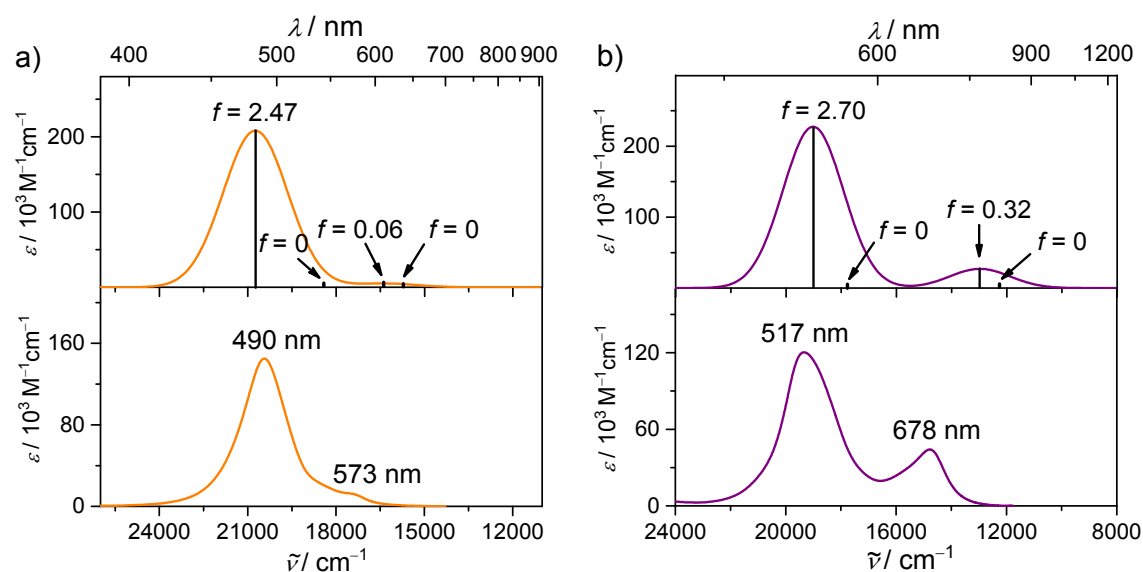 a)
λ / nm
400 500 600 700 800 900
ε / 10³ M⁻¹cm⁻¹
200
100
f = 2.47
f = 0
f = 0.06
f = 0
ε / 10³ M⁻¹cm⁻¹
160
80
0
490 nm
573 nm
24000 21000 18000 15000 12000
ṽ / cm⁻¹
b)
λ / nm
600 900 1200
ε / 10³ M⁻¹cm⁻¹
200
100
f = 2.70
f = 0
f = 0.32
f = 0
ε / 10³ M⁻¹cm⁻¹
120
60
0
517 nm
678 nm
24000 20000 16000 12000 8000
ṽ / cm⁻¹